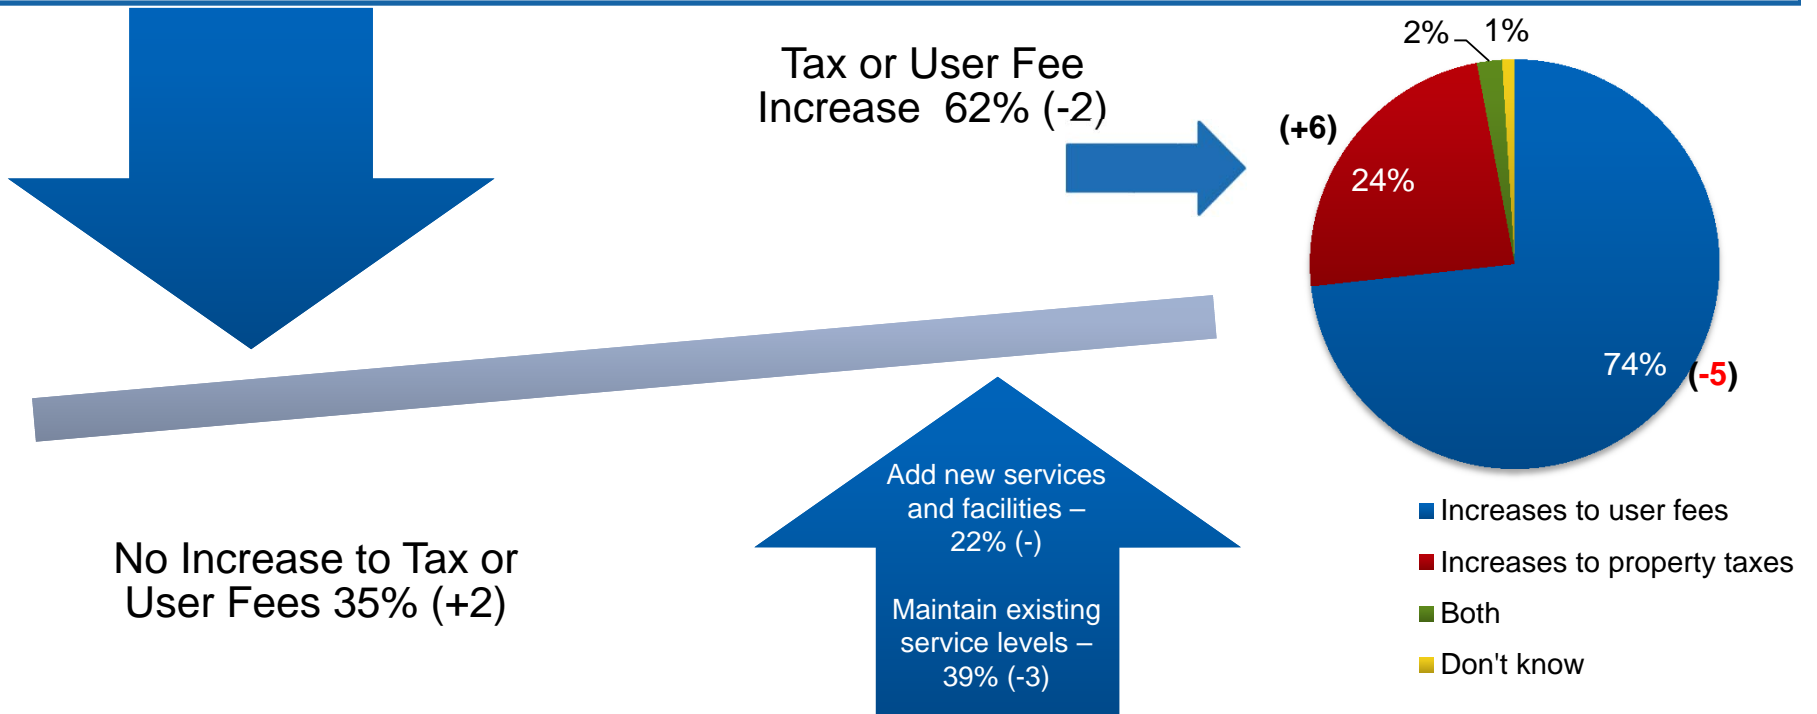 Tax or User Fee
Increase  62% (-2)
No Increase to Tax or
User Fees 35% (+2)
Add new services
and facilities –
22% (-)
Maintain existing
service levels –
39% (-3)
2%
1%
(+6)
24%
74%
(-5)
Increases to user fees
Increases to property taxes
Both
Don't know